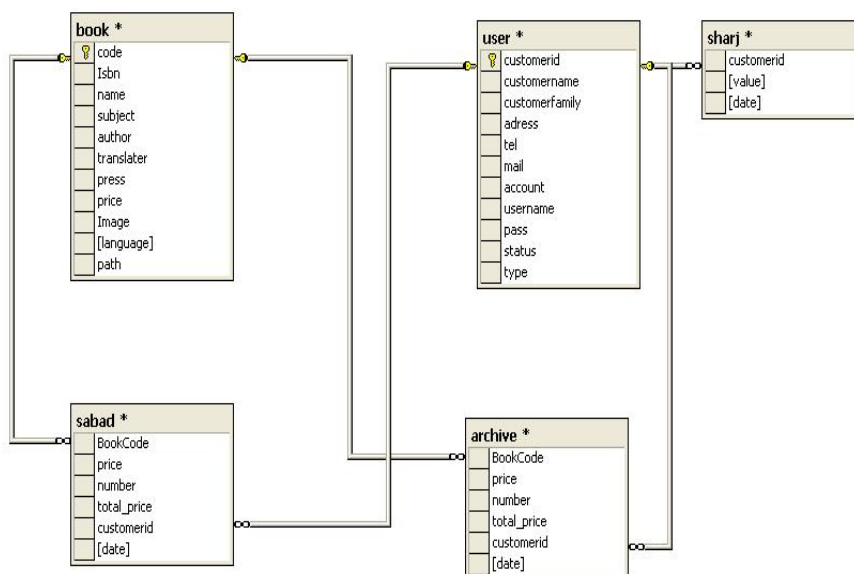 book *
code
Isbn
name
subject
author
translater
press
price
Image
[language]
path
user *
customerid
customername
customerfamily
adress
tel
mail
account
username
pass
status
type
sharj *
customerid
[value]
[date]
sabad *
BookCode
price
number
total_price
customerid
[date]
archive *
BookCode
price
number
total_price
customerid
[date]